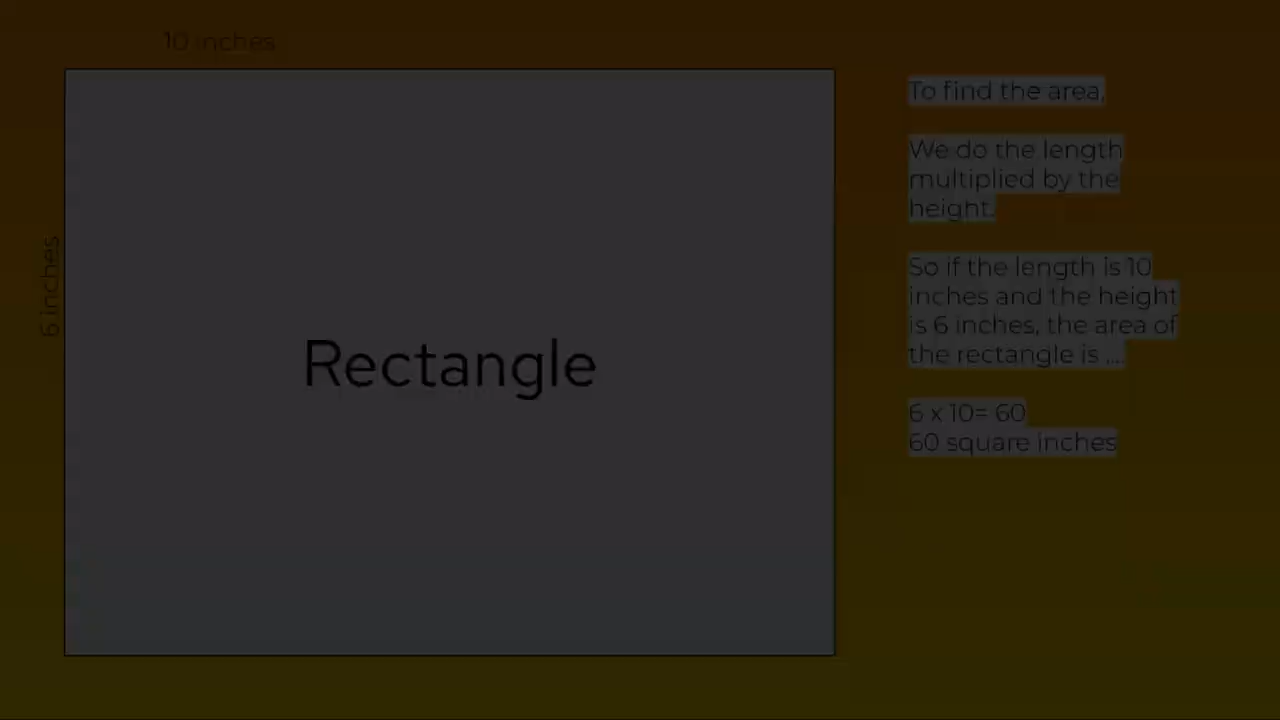 10 inches
6 inches
Rectangle
To find the area,
We do the length
multiplied by the
height.
So if the length is 10
inches and the height
is 6 inches, the area of
the rectangle is ....
6 x 10= 60
60 square inches